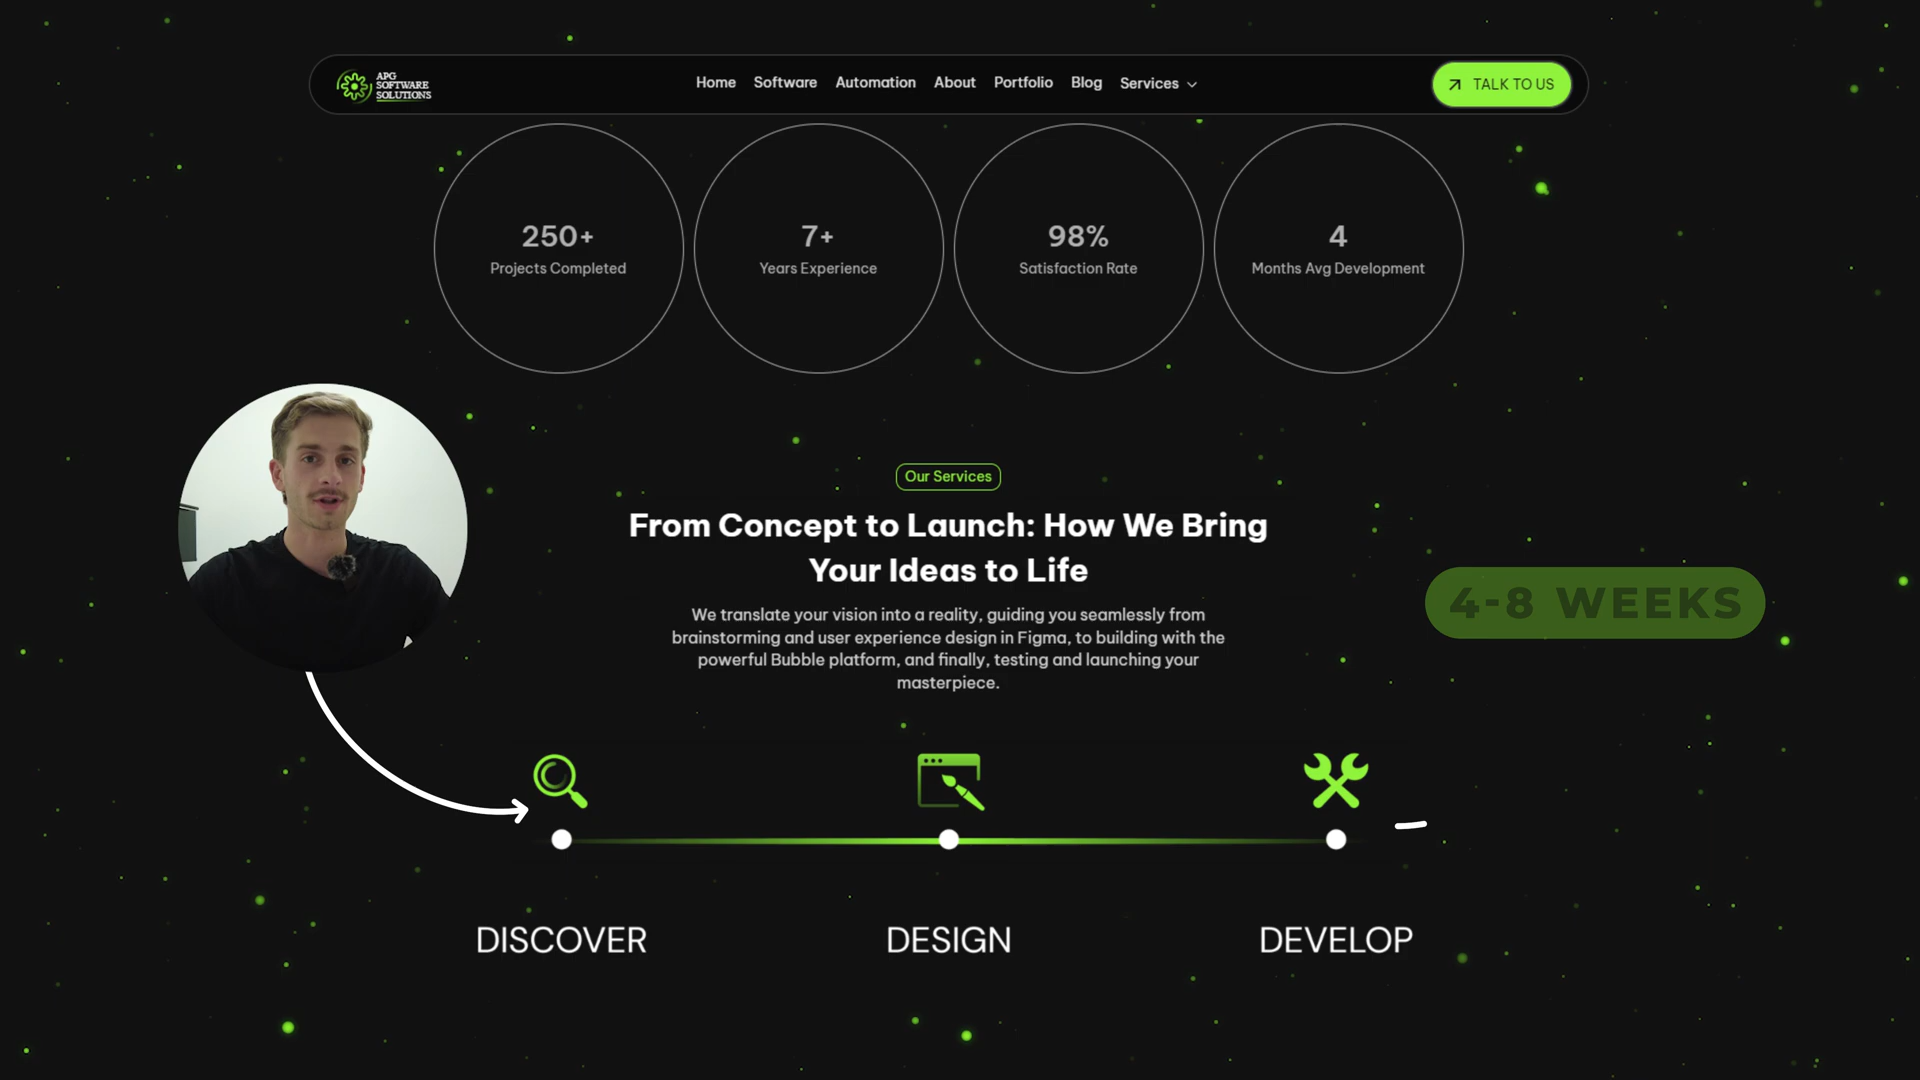 APG
SOFTWARE
SOLUTIONS
Home Software Automation About Portfolio Blog Services
TALK TO US
250+
Projects Completed
7+
Years Experience
98%
Satisfaction Rate
4
Months Avg Development
Our Services
From Concept to Launch: How We Bring
Your Ideas to Life
We translate your vision into a reality, guiding you seamlessly from
brainstorming and user experience design in Figma, to building with the
powerful Bubble platform, and finally, testing and launching your
masterpiece.
4-8 WEEKS
DISCOVER
DESIGN
DEVELOP